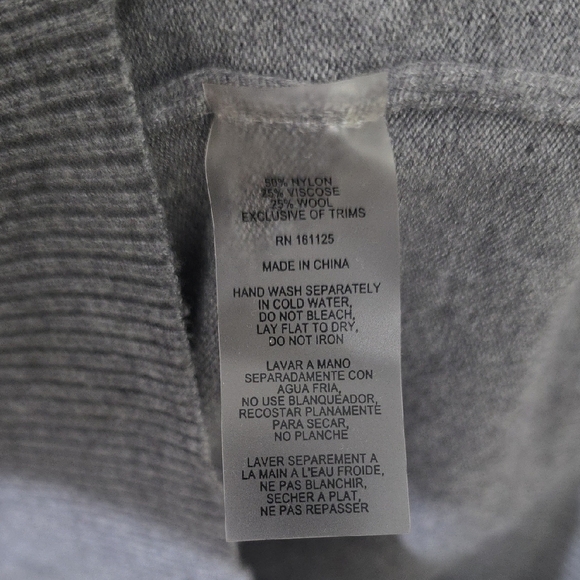 50% NYLON
25% VISCOSE
25% WOOL
EXCLUSIVE OF TRIMS
RN 161125
MADE IN CHINA
HAND WASH SEPARATELY
IN COLD WATER,
DO NOT BLEACH,
LAY FLAT TO DRY,
DO NOT IRON
LAVAR A MANO
SEPARADAMENTE CON
AGUA FRIA,
NO USE BLANQUEADOR,
RECOSTAR PLANAMENTE
PARA SECAR,
NO PLANCHE
LAVER SEPAREMENT A
LA MAIN A L'EAU FROIDE,
NE PAS BLANCHIR,
SECHER A PLAT,
NE PAS REPASSER